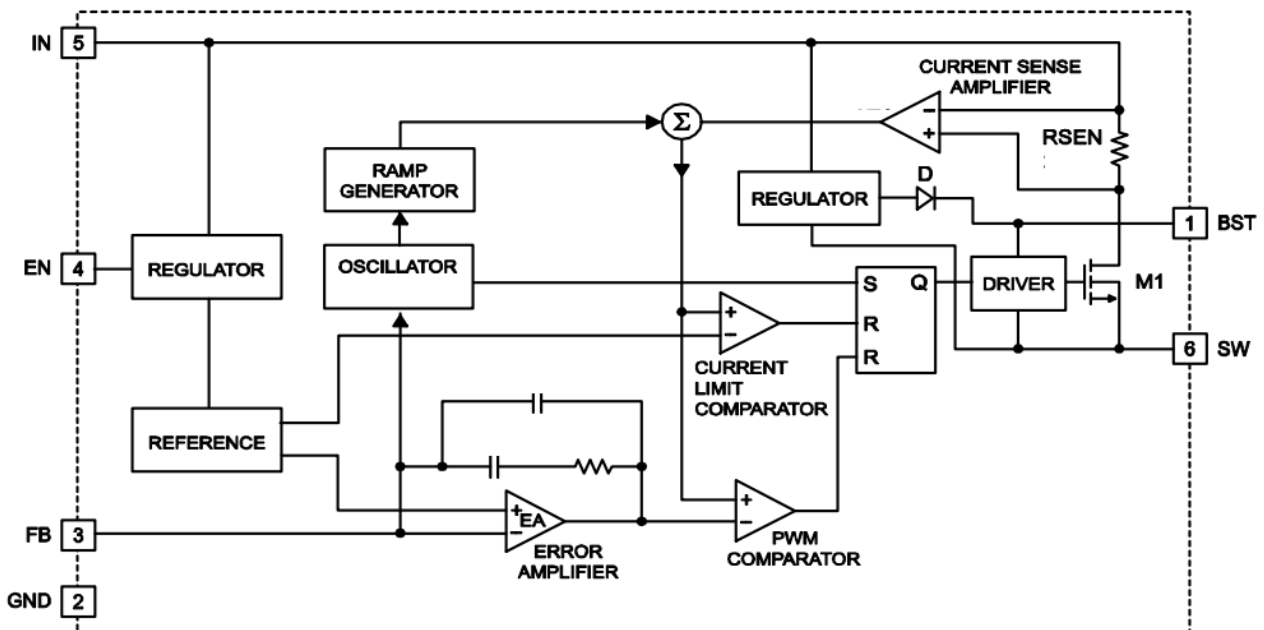 IN 5
CURRENT SENSE
AMPLIFIER
Σ
−
+
RSEN
RAMP
GENERATOR
REGULATOR
D
1 BST
EN 4
REGULATOR
OSCILLATOR
S Q
DRIVER
M1
+
−
R
R
6 SW
CURRENT
LIMIT
COMPARATOR
REFERENCE
+
EA
−
+
−
FB 3
ERROR
AMPLIFIER
PWM
COMPARATOR
GND 2